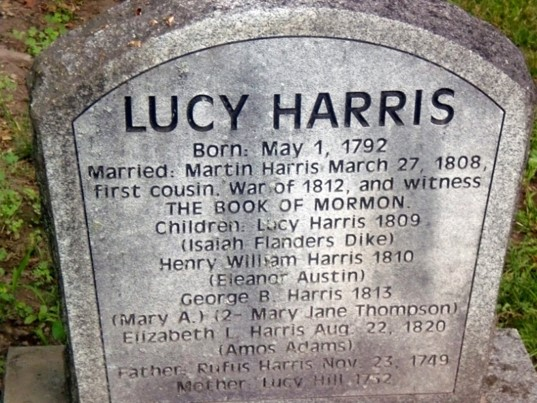 LUCY HARRIS
Born: May 1, 1792
Married: Martin Harris March 27, 1808,
first cousin, War of 1812, and witness
THE BOOK OF MORMON.
Children: Lucy Harris 1809
(Isaiah Flanders Dike)
Henry William Harris 1810
(Eleanor Austin)
George B. Harris 1813
(Mary A.) (2- Mary Jane Thompson)
Elizabeth L. Harris Aug. 22, 1820
(Amos Adams)
Father: Rufus Harris Nov. 23, 1749
Mother: Lucy Hill 1752